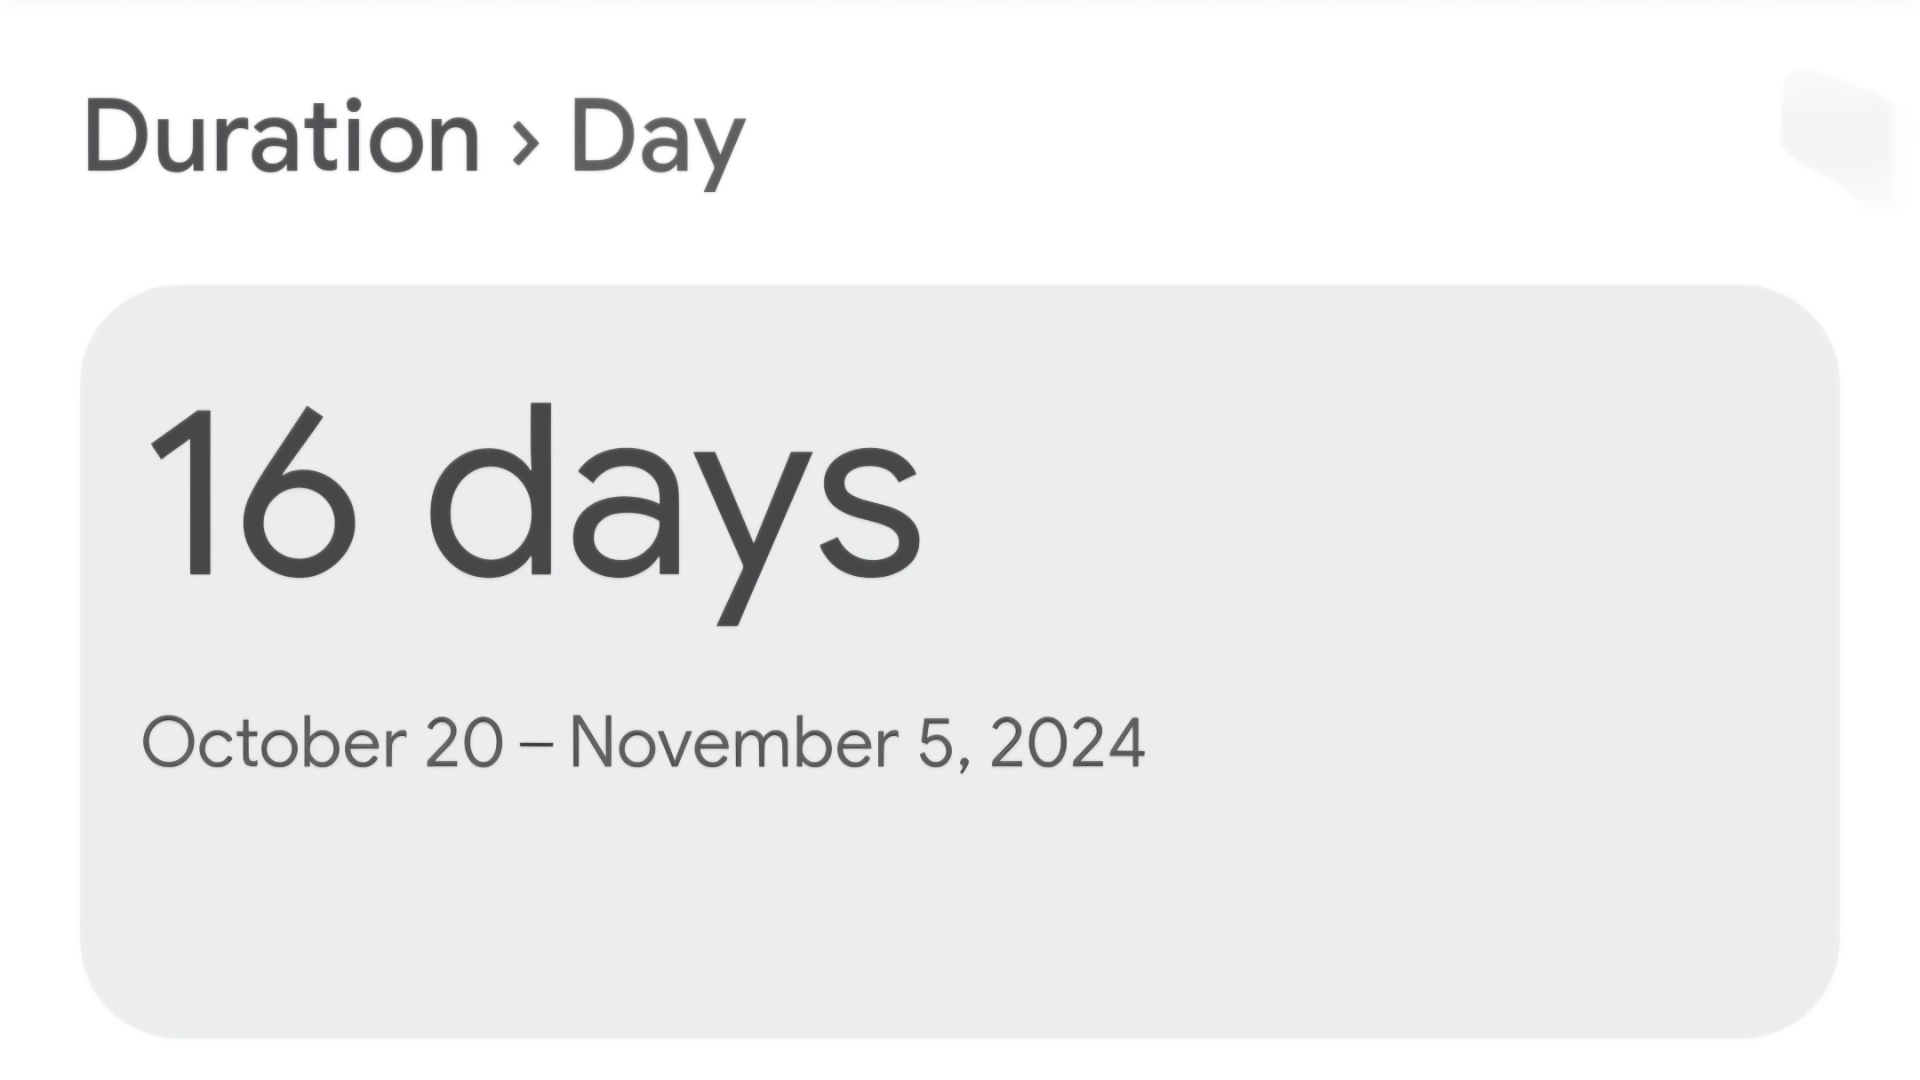 Duration › Day
16 days
October 20 – November 5, 2024